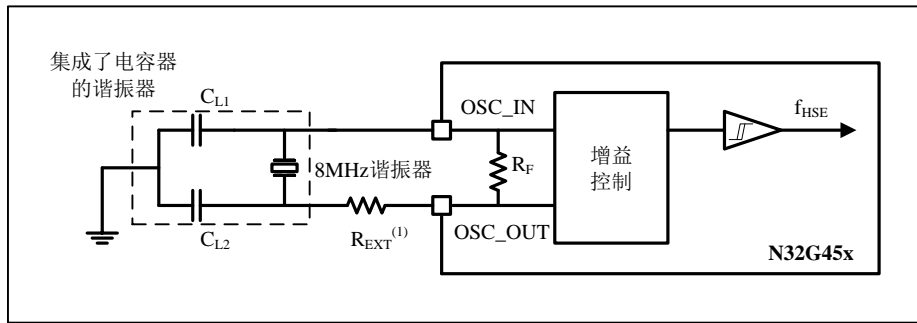 集成了电容器
的谐振器
C_L1
OSC_IN
f_HSE
8MHz谐振器
R_F
增益
控制
C_L2
R_EXT^(1)
OSC_OUT
N32G45x